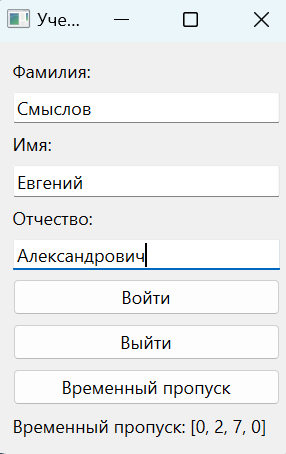 Уче...
Фамилия:
Смыслов
Имя:
Евгений
Отчество:
Александрович
Войти
Выйти
Временный пропуск
Временный пропуск: [0, 2, 7, 0]